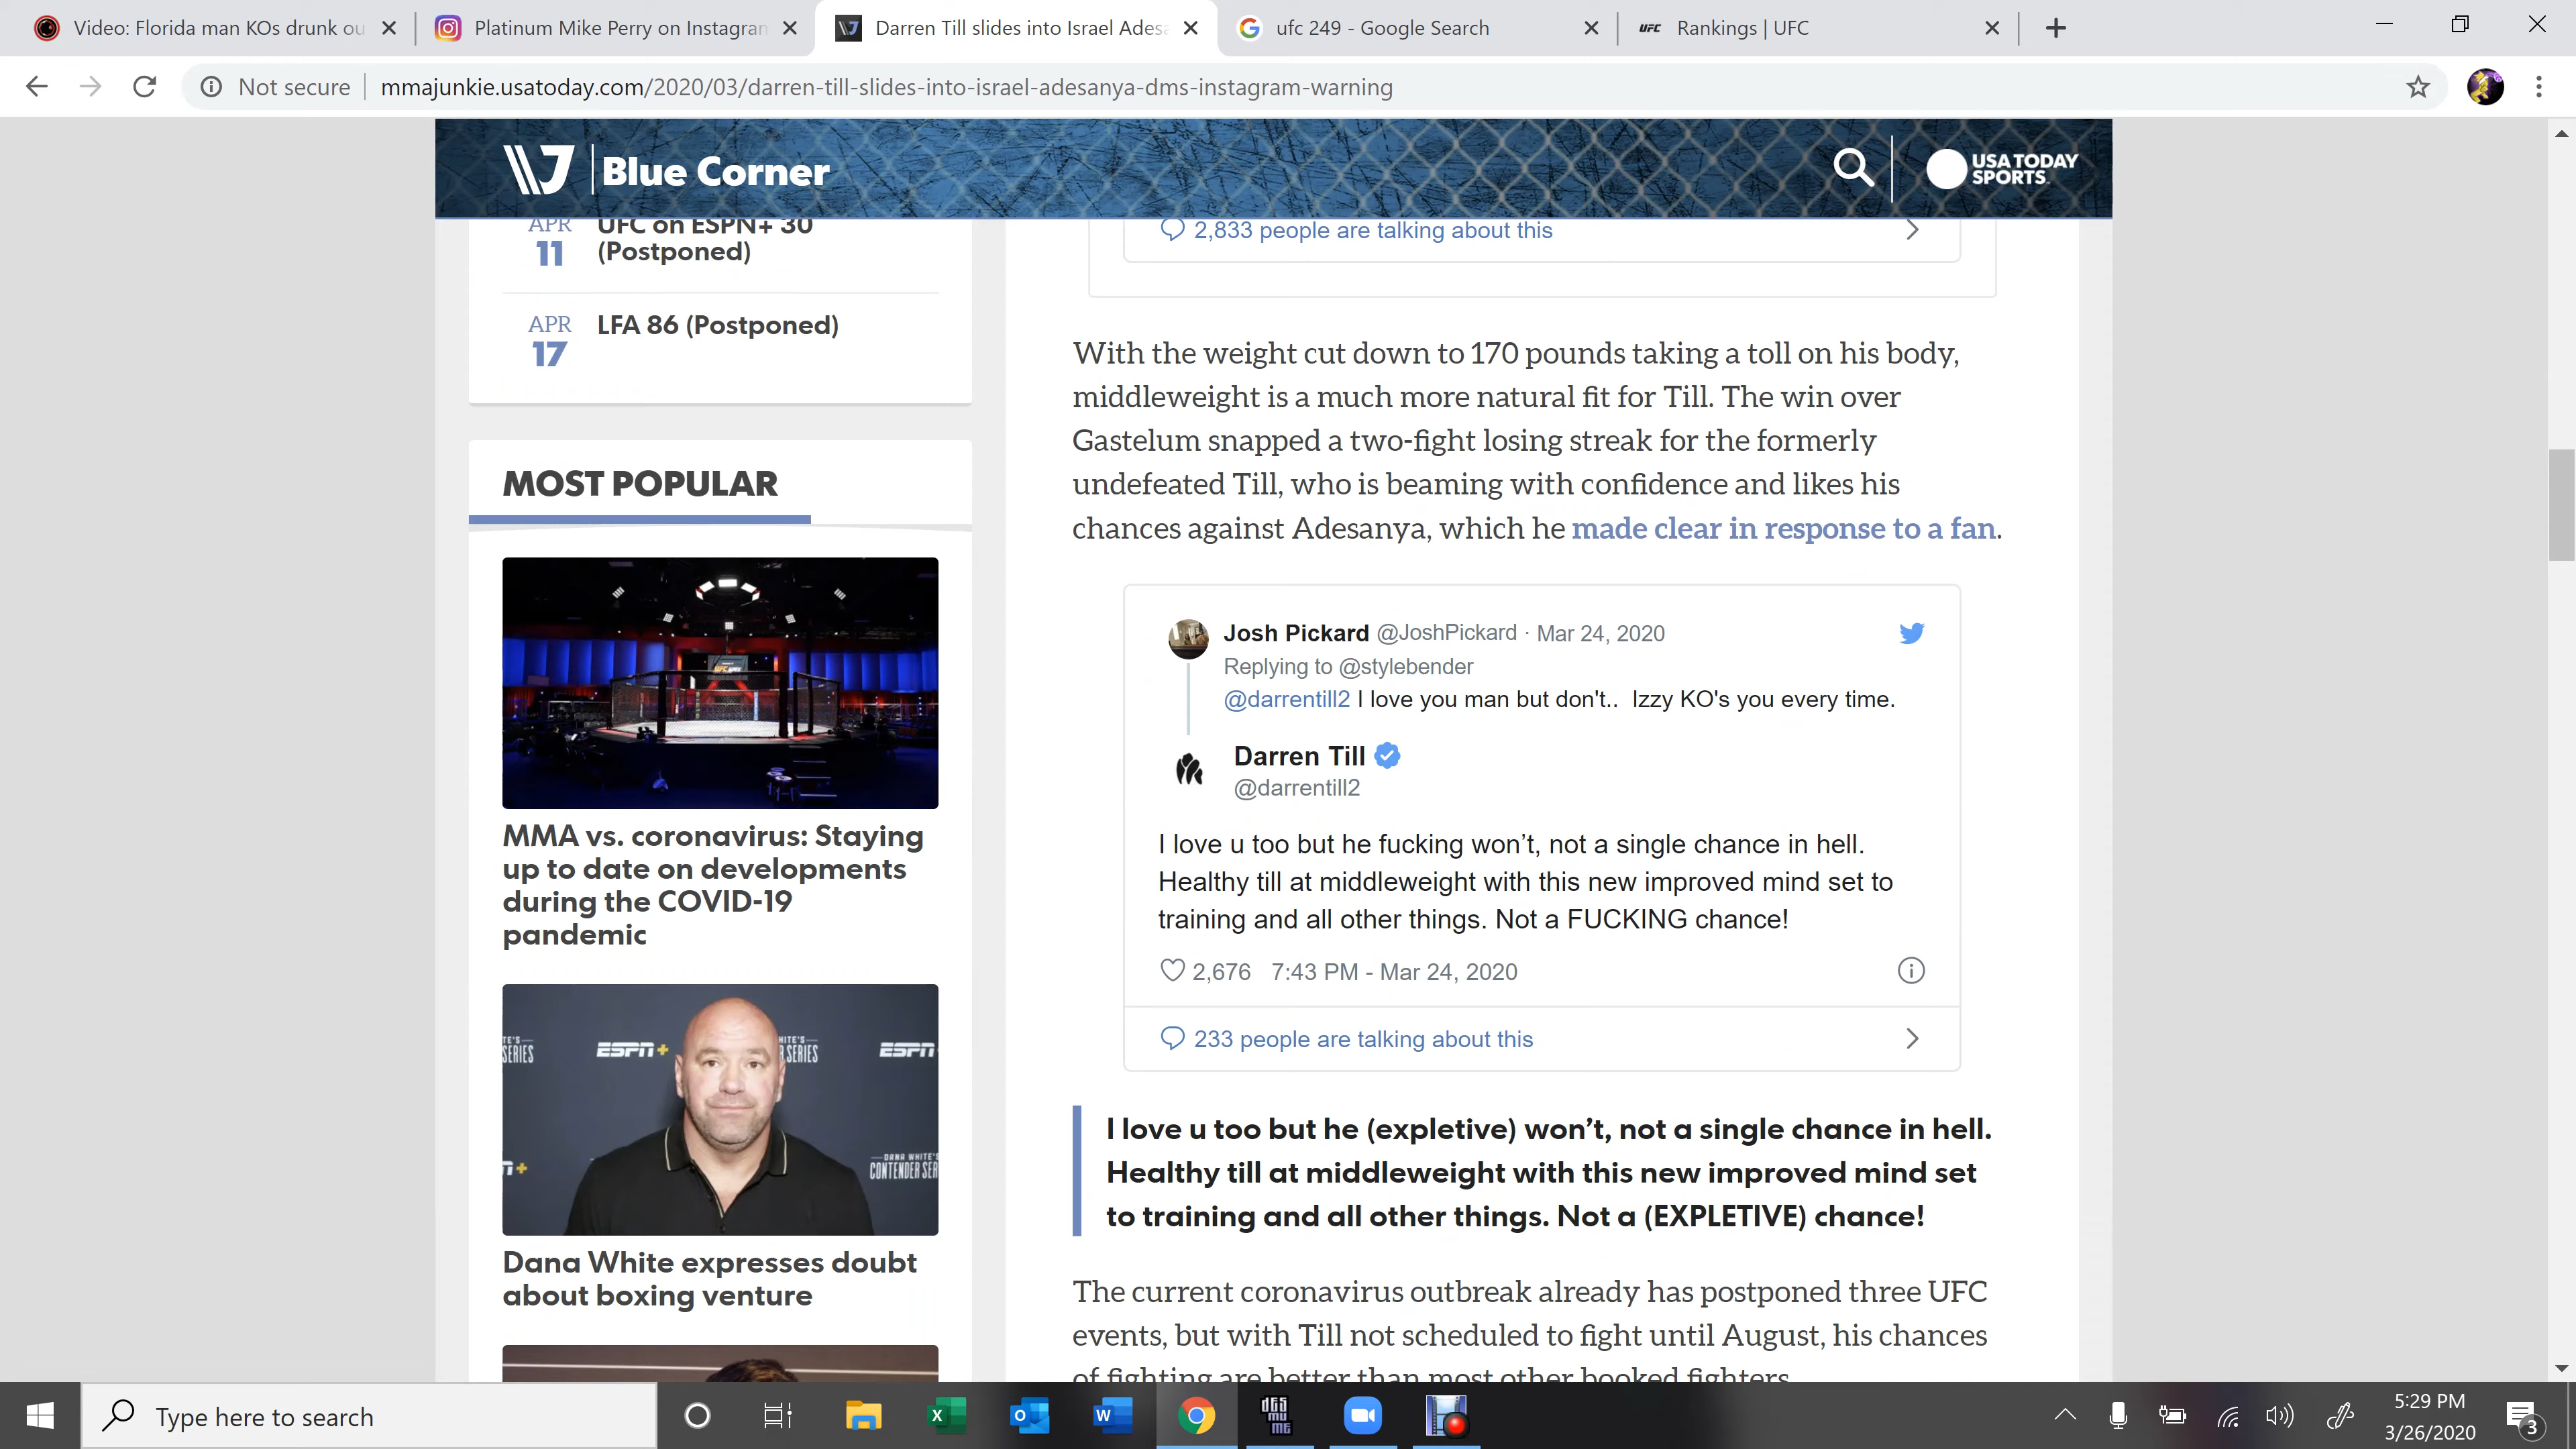 Video: Florida man KOs drunk ou
Platinum Mike Perry on Instagram
Darren Till slides into Israel Adesa
ufc 249 - Google Search
UFC Rankings | UFC
Not secure
mmajunkie.usatoday.com/2020/03/darren-till-slides-into-israel-adesanya-dms-instagram-warning
Blue Corner
USA TODAY
SPORTS
APR
11
UFC on ESPN+ 30
(Postponed)
APR
17
LFA 86 (Postponed)
MOST POPULAR
MMA vs. coronavirus: Staying
up to date on developments
during the COVID-19
pandemic
TE'S
SERIES
ESPN+
HITE'S
SERIES
ESPN
DANA WHITE'S
CONTENDER SER
Dana White expresses doubt
about boxing venture
2,833 people are talking about this
With the weight cut down to 170 pounds taking a toll on his body,
middleweight is a much more natural fit for Till. The win over
Gastelum snapped a two-fight losing streak for the formerly
undefeated Till, who is beaming with confidence and likes his
chances against Adesanya, which he made clear in response to a fan.
Josh Pickard @JoshPickard · Mar 24, 2020
Replying to @stylebender
@darrentill2 I love you man but don't.. Izzy KO's you every time.
Darren Till
@darrentill2
I love u too but he fucking won’t, not a single chance in hell.
Healthy till at middleweight with this new improved mind set to
training and all other things. Not a FUCKING chance!
2,676 7:43 PM - Mar 24, 2020
233 people are talking about this
I love u too but he (expletive) won’t, not a single chance in hell.
Healthy till at middleweight with this new improved mind set
to training and all other things. Not a (EXPLETIVE) chance!
The current coronavirus outbreak already has postponed three UFC
events, but with Till not scheduled to fight until August, his chances
of fighting are better than most other booked fighters
Type here to search
5:29 PM
3/26/2020
3